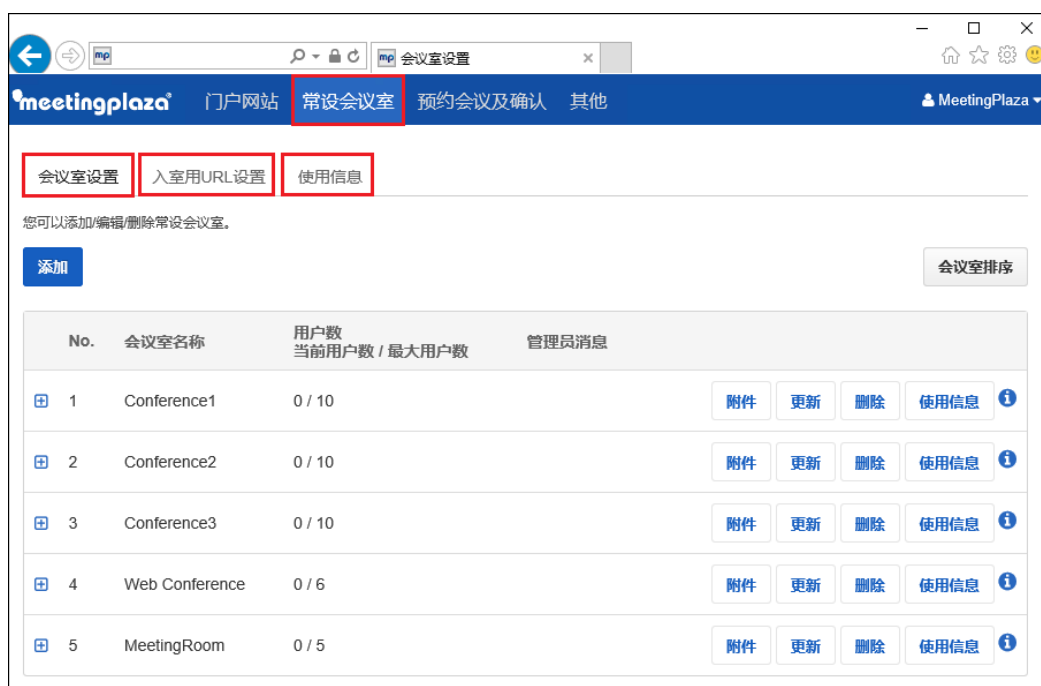 mp mp 会议室设置
meetingplaza 门户网站 常设会议室 预约会议及确认 其他 MeetingPlaza
会议室设置 入室用URL设置 使用信息
您可以添加/编辑/删除常设会议室。
添加 会议室排序
No. 会议室名称 用户数 管理员消息
当前用户数 / 最大用户数
1 Conference1 0 / 10 附件 更新 删除 使用信息
2 Conference2 0 / 10 附件 更新 删除 使用信息
3 Conference3 0 / 10 附件 更新 删除 使用信息
4 Web Conference 0 / 6 附件 更新 删除 使用信息
5 MeetingRoom 0 / 5 附件 更新 删除 使用信息